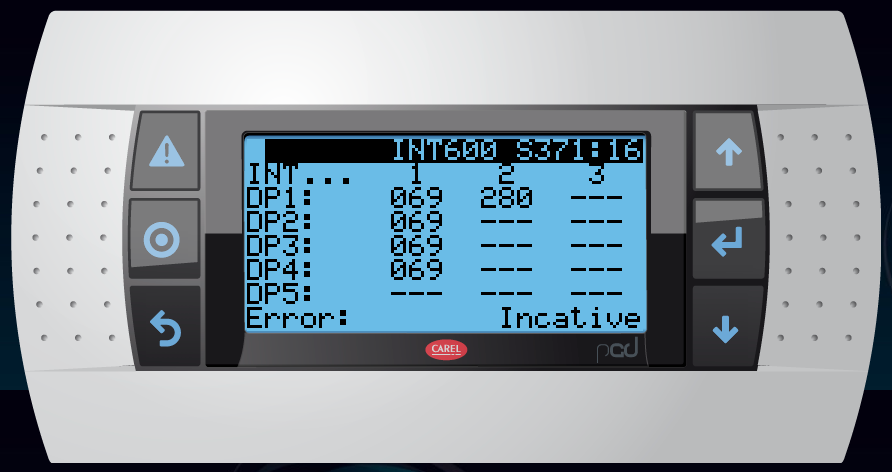 INT600 S371:16
INT... 1 2 3
DP1: 069 280 ---
DP2: 069 --- ---
DP3: 069 --- ---
DP4: 069 --- ---
DP5: --- --- ---
Error: Incative
CAREL
pGD